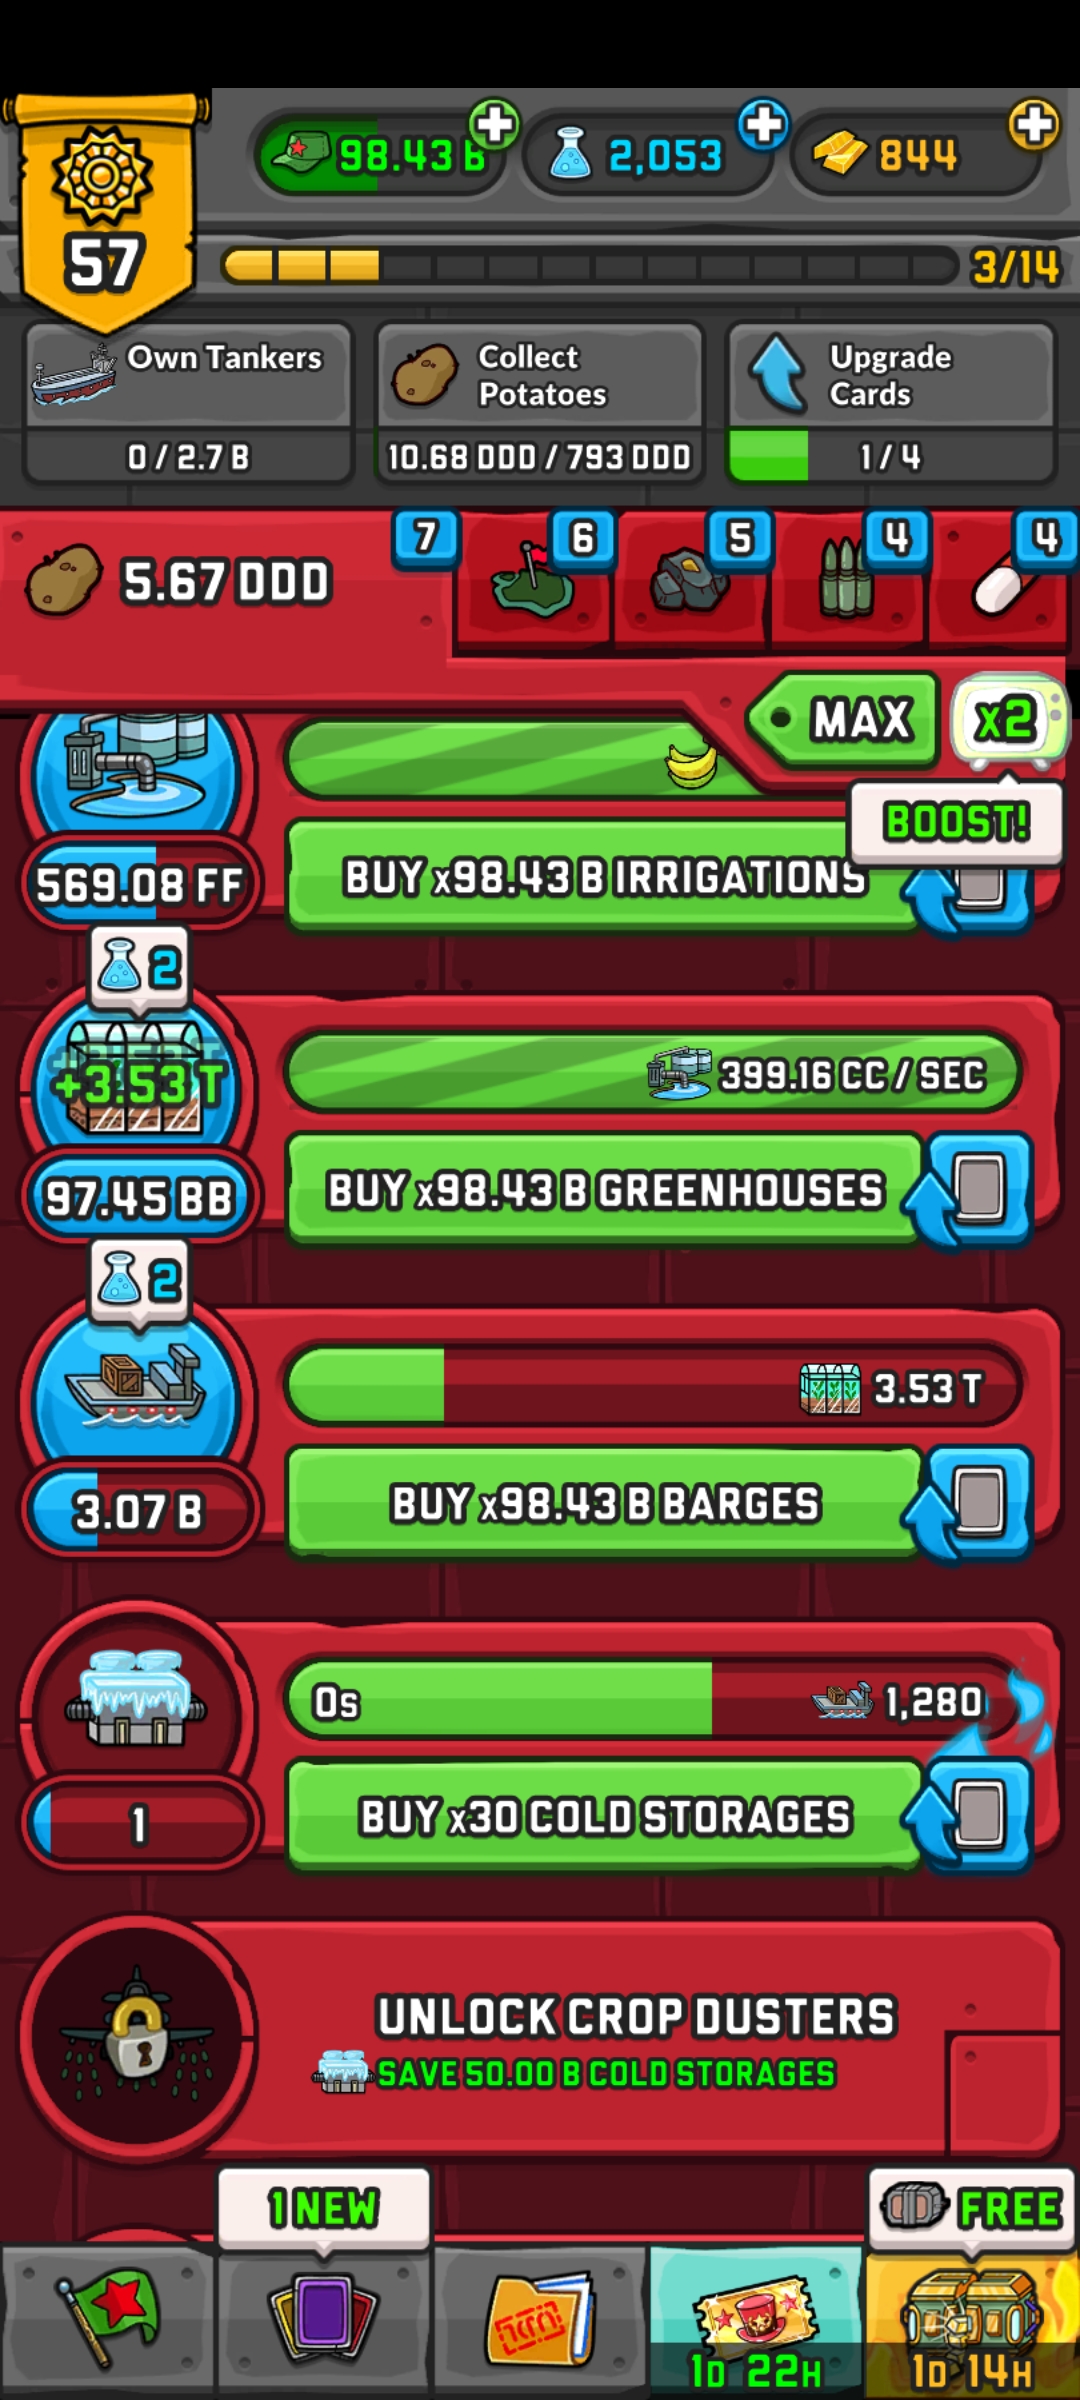 98.43 B
2,053
844
57
3/14
Own Tankers
0 / 2.7 B
Collect
Potatoes
10.68 DDD / 793 DDD
Upgrade
Cards
1 / 4
5.67 DDD
7
6
5
4
4
MAX
x2
BOOST!
569.08 FF
BUY x98.43 B IRRIGATIONS
2
+3.53 T
399.16 CC / SEC
97.45 BB
BUY x98.43 B GREENHOUSES
2
3.53 T
3.07 B
BUY x98.43 B BARGES
0s
1,280
1
BUY x30 COLD STORAGES
UNLOCK CROP DUSTERS
SAVE 50.00 B COLD STORAGES
1 NEW
FREE
1D 22H
1D 14H